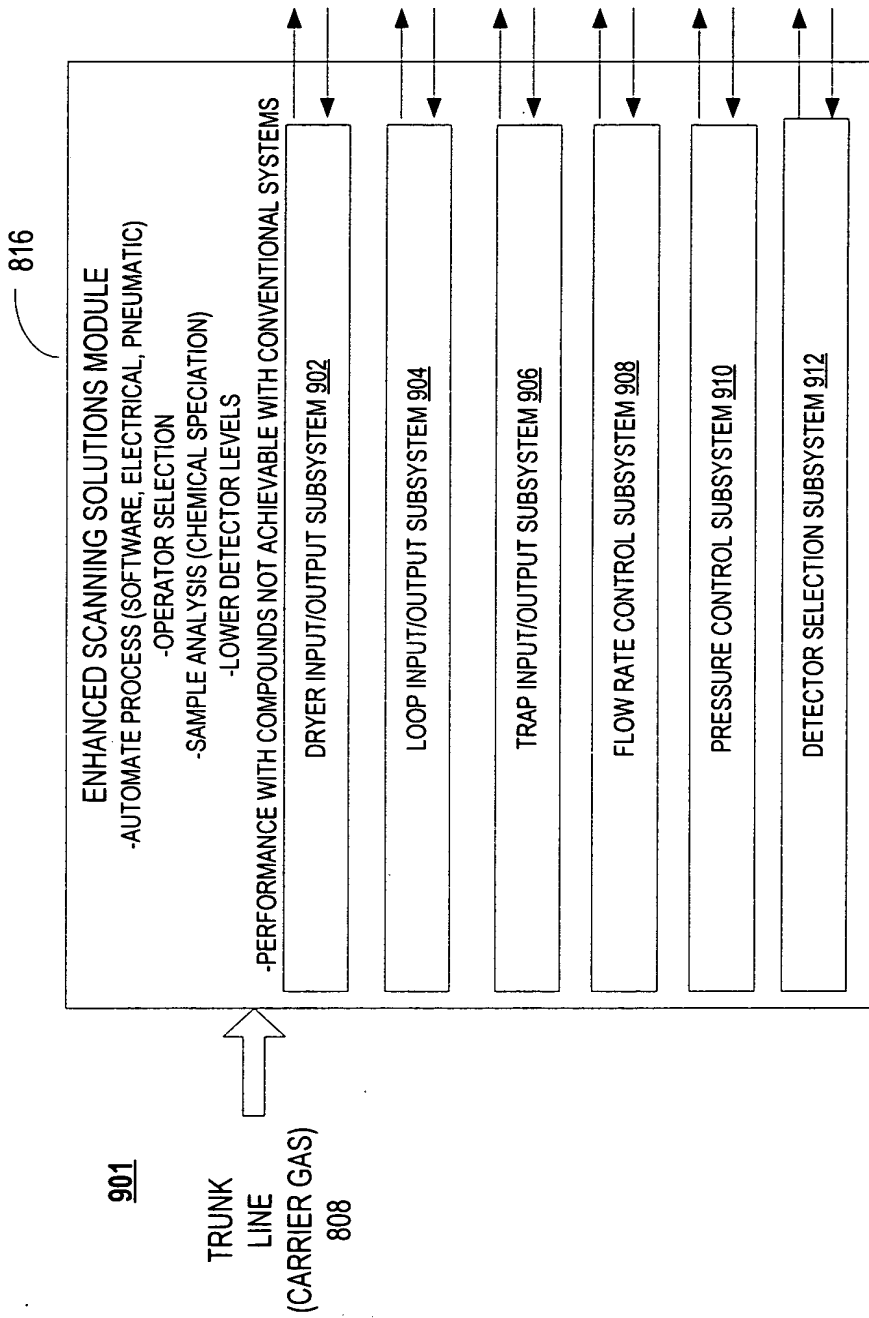 816
ENHANCED SCANNING SOLUTIONS MODULE
-AUTOMATE PROCESS (SOFTWARE, ELECTRICAL, PNEUMATIC)
-OPERATOR SELECTION
-SAMPLE ANALYSIS (CHEMICAL SPECIATION)
-LOWER DETECTOR LEVELS
-PERFORMANCE WITH COMPOUNDS NOT ACHIEVABLE WITH CONVENTIONAL SYSTEMS
DRYER INPUT/OUTPUT SUBSYSTEM 902
LOOP INPUT/OUTPUT SUBSYSTEM 904
TRAP INPUT/OUTPUT SUBSYSTEM 906
FLOW RATE CONTROL SUBSYSTEM 908
PRESSURE CONTROL SUBSYSTEM 910
DETECTOR SELECTION SUBSYSTEM 912
901
TRUNK
LINE
(CARRIER GAS)
808